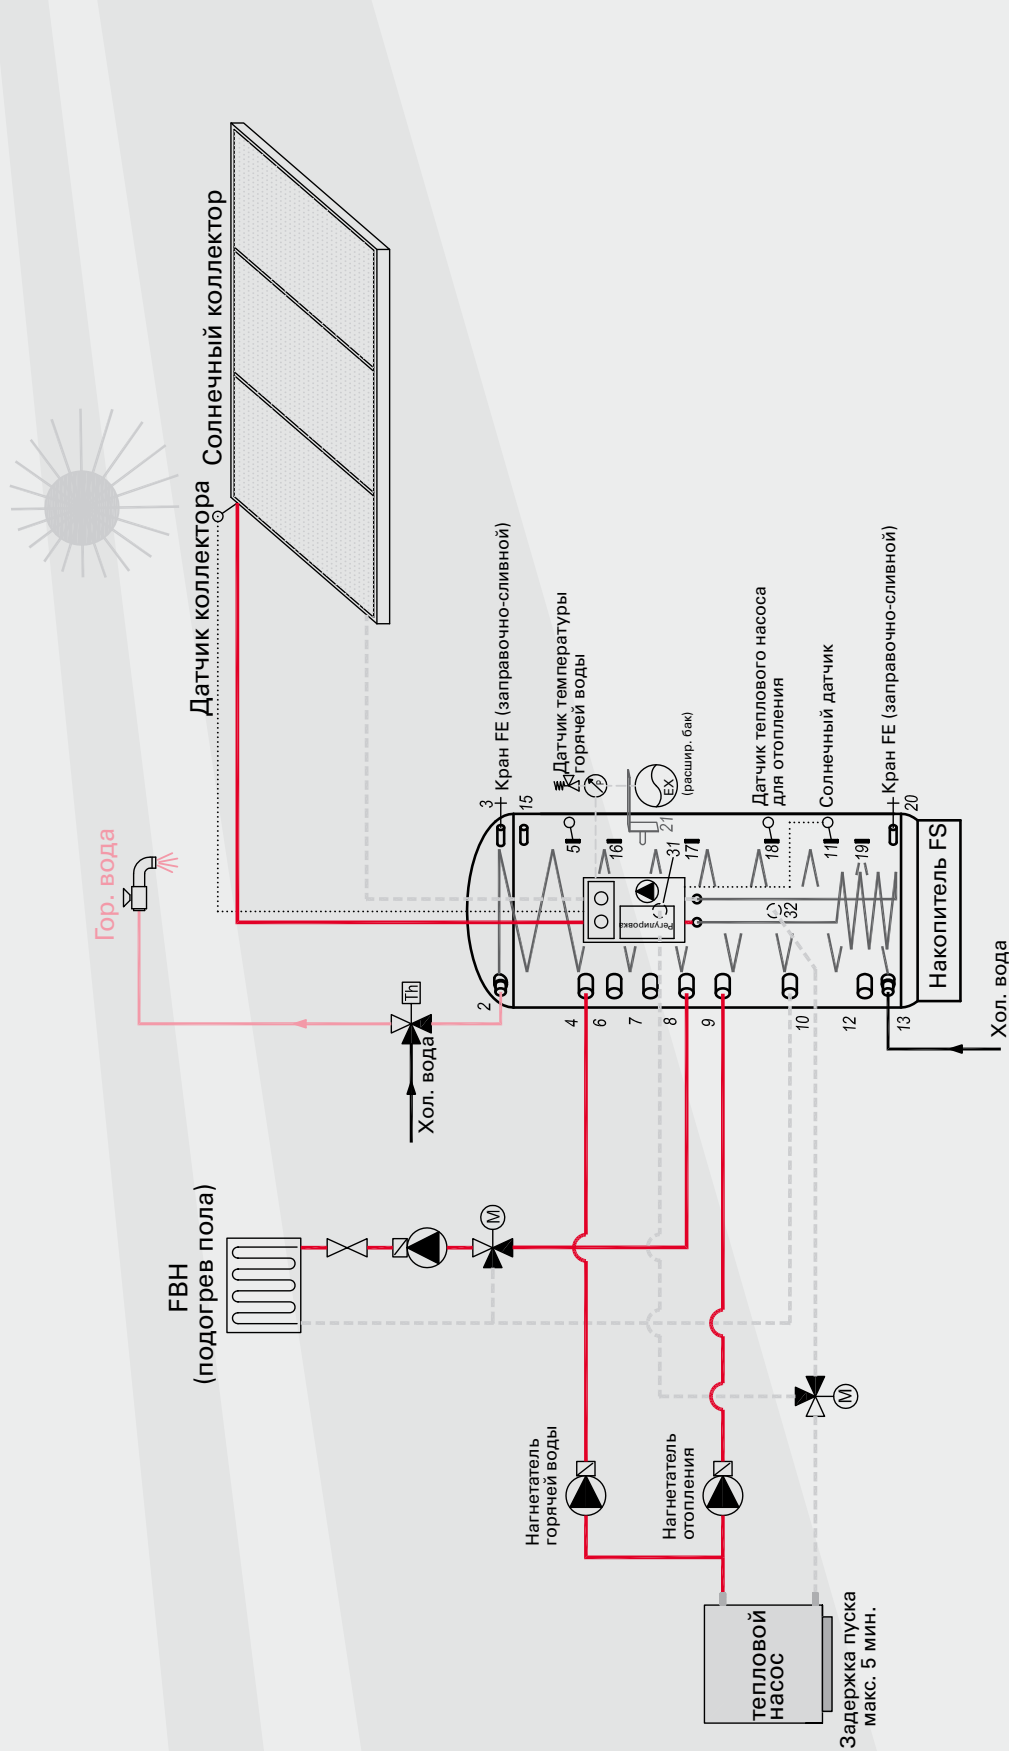 Солнечный коллектор
Датчик коллектора
Гор. вода
Th
Хол. вода
FBH
(подогрев пола)
M
Кран FE (заправочно-сливной)
Датчик температуры
горячей воды
P
EX
(расшир. бак)
Датчик теплового насоса
для отопления
Солнечный датчик
Кран FE (заправочно-сливной)
3
15
5
16
21
31
17
18
32
11
19
20
Регулировка
2
4
6
7
8
9
10
12
13
Накопитель FS
Хол. вода
M
Нагнетатель
горячей воды
Нагнетатель
отопления
тепловой
насос
Задержка пуска
макс. 5 мин.